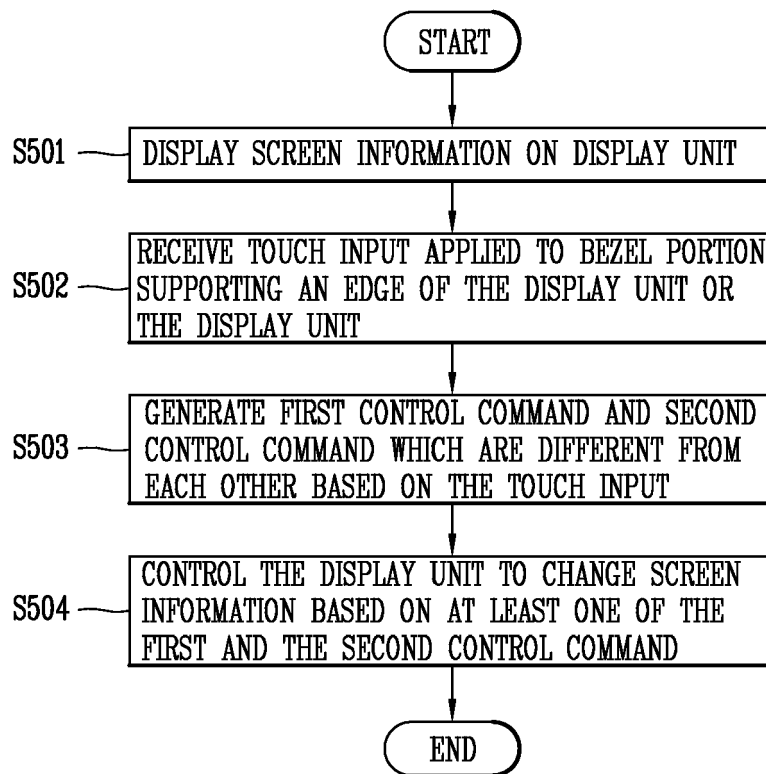 START
S501
DISPLAY SCREEN INFORMATION ON DISPLAY UNIT
S502
RECEIVE TOUCH INPUT APPLIED TO BEZEL PORTION
SUPPORTING AN EDGE OF THE DISPLAY UNIT OR
THE DISPLAY UNIT
S503
GENERATE FIRST CONTROL COMMAND AND SECOND
CONTROL COMMAND WHICH ARE DIFFERENT FROM
EACH OTHER BASED ON THE TOUCH INPUT
S504
CONTROL THE DISPLAY UNIT TO CHANGE SCREEN
INFORMATION BASED ON AT LEAST ONE OF THE
FIRST AND THE SECOND CONTROL COMMAND
END